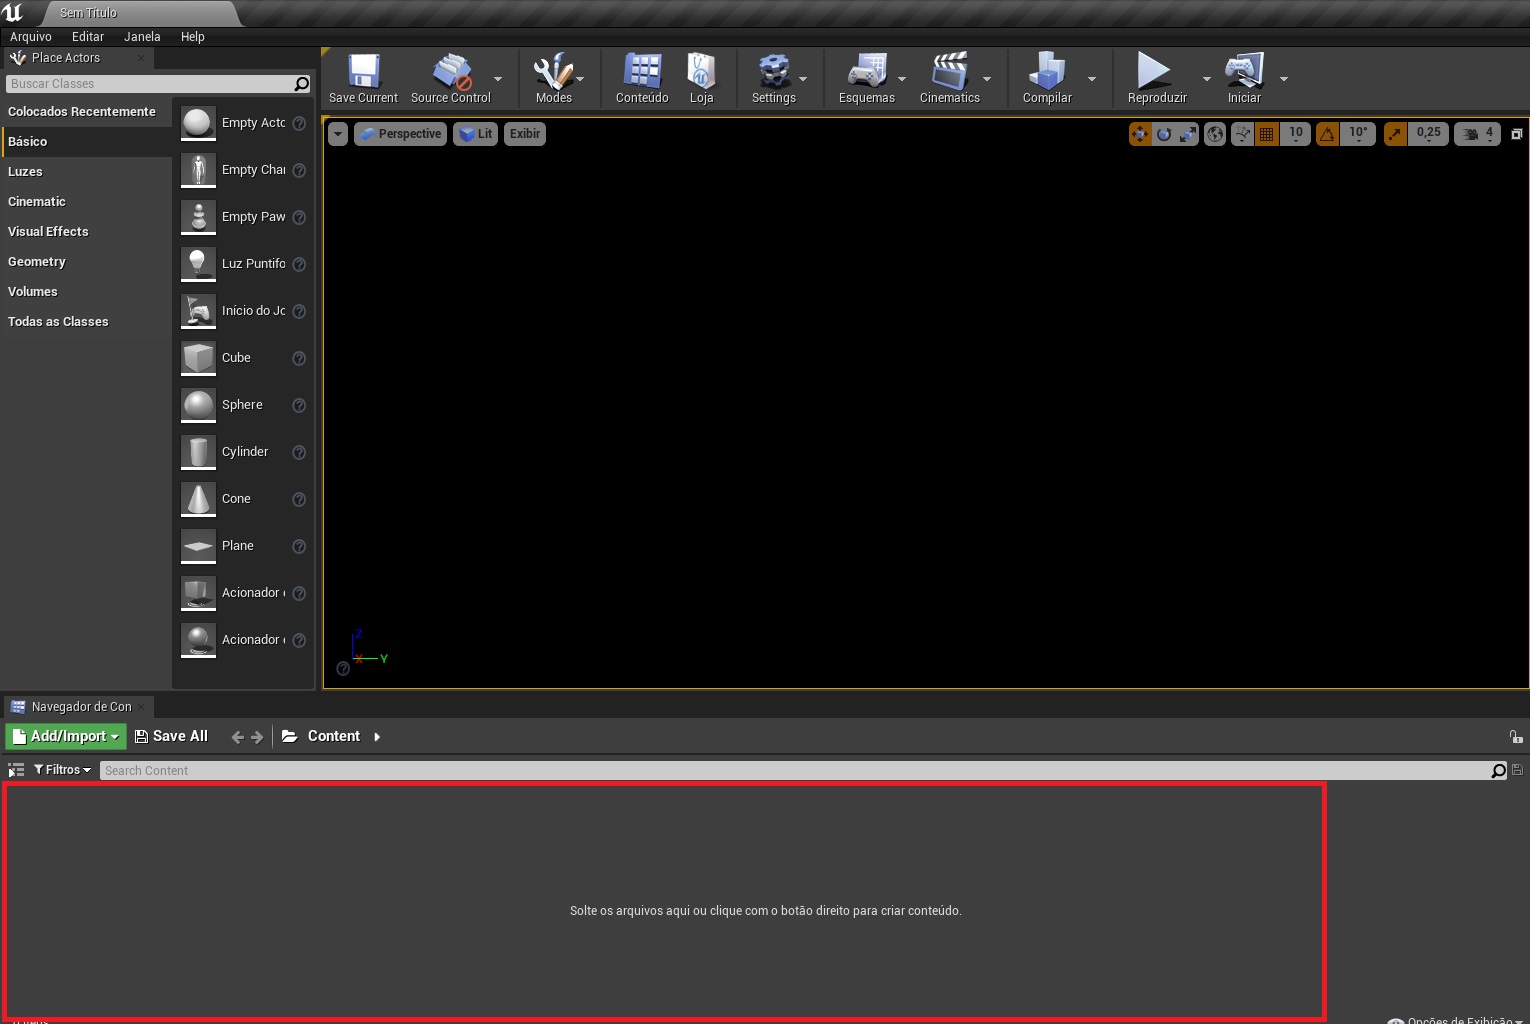 Sem Título
Arquivo Editar Janela Help
Place Actors
Buscar Classes
Save Current Source Control Modes Conteúdo Loja Settings Esquemas Cinematics Compilar Reproduzir Iniciar
Colocados Recentemente
Básico
Luzes
Cinematic
Visual Effects
Geometry
Volumes
Todas as Classes
Empty Actc
Empty Char
Empty Paw
Luz Puntifo
Início do Jc
Cube
Sphere
Cylinder
Cone
Plane
Acionador
Acionador
Perspective Lit Exibir
10 10° 0,25 4
Z
X Y
Navegador de Con
Add/Import Save All Content
Filtros Search Content
Solte os arquivos aqui ou clique com o botão direito para criar conteúdo.
Opções de Exibição